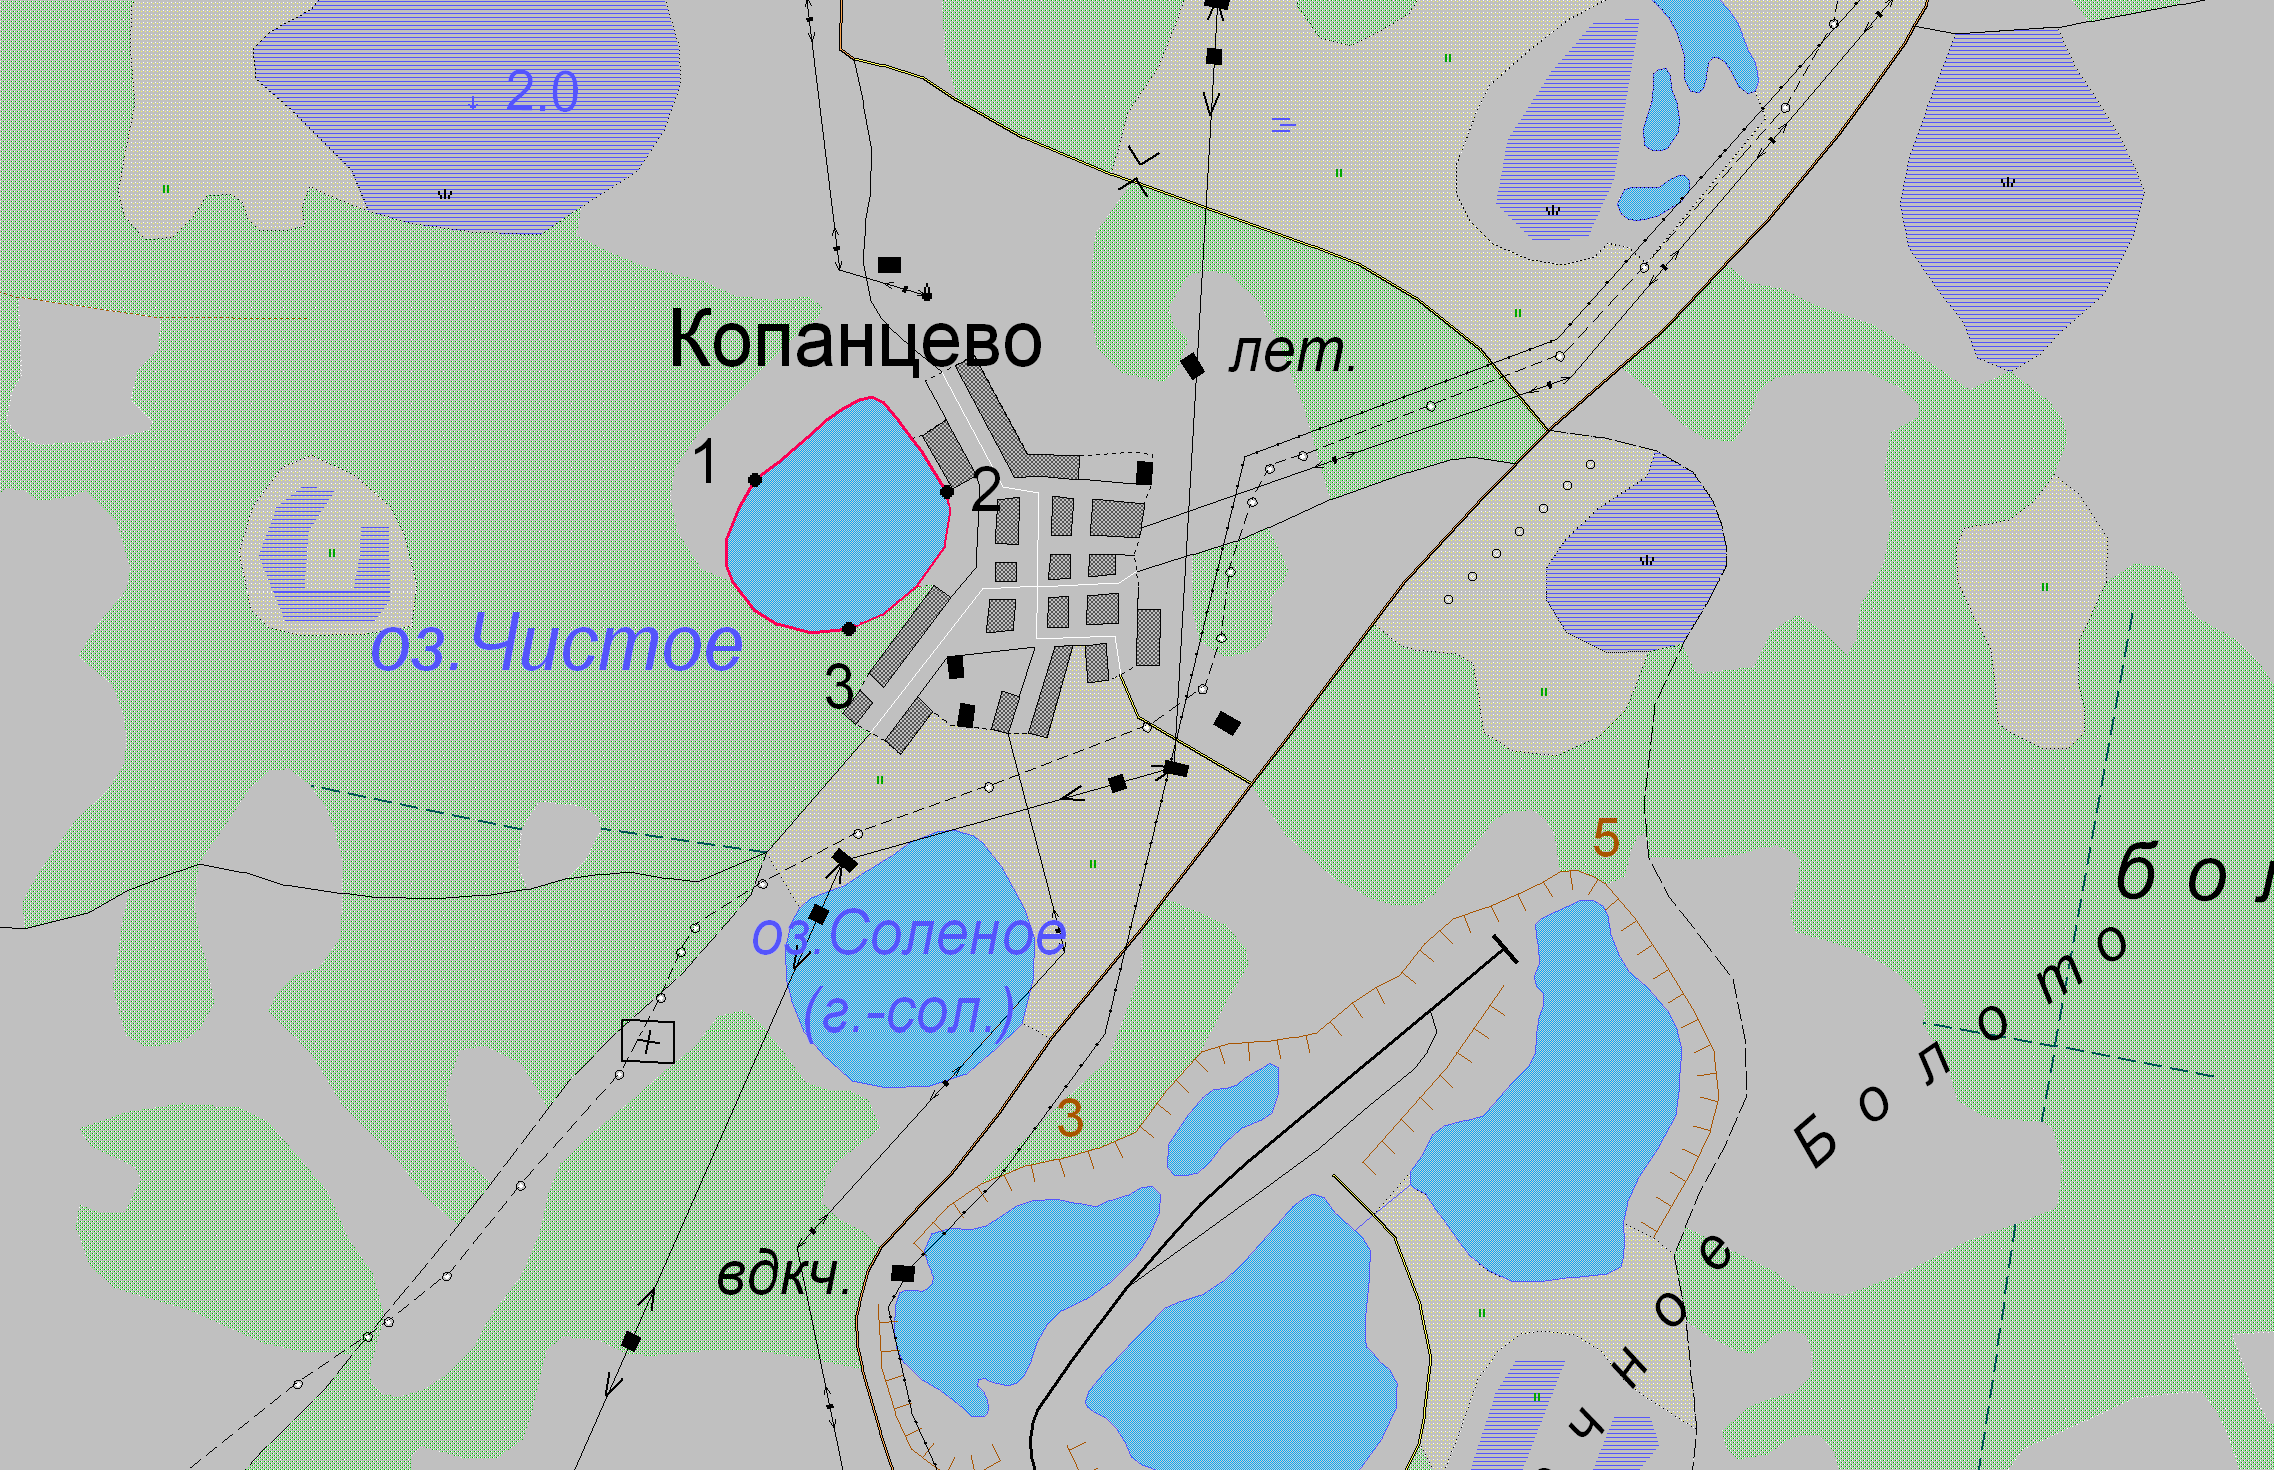 2.0
Копанцево
лет.
1
2
оз.Чистое
3
5
бол
оз.Соленое
(г.-сол.)
Болото
3
вдкч.
е
о
н
ч